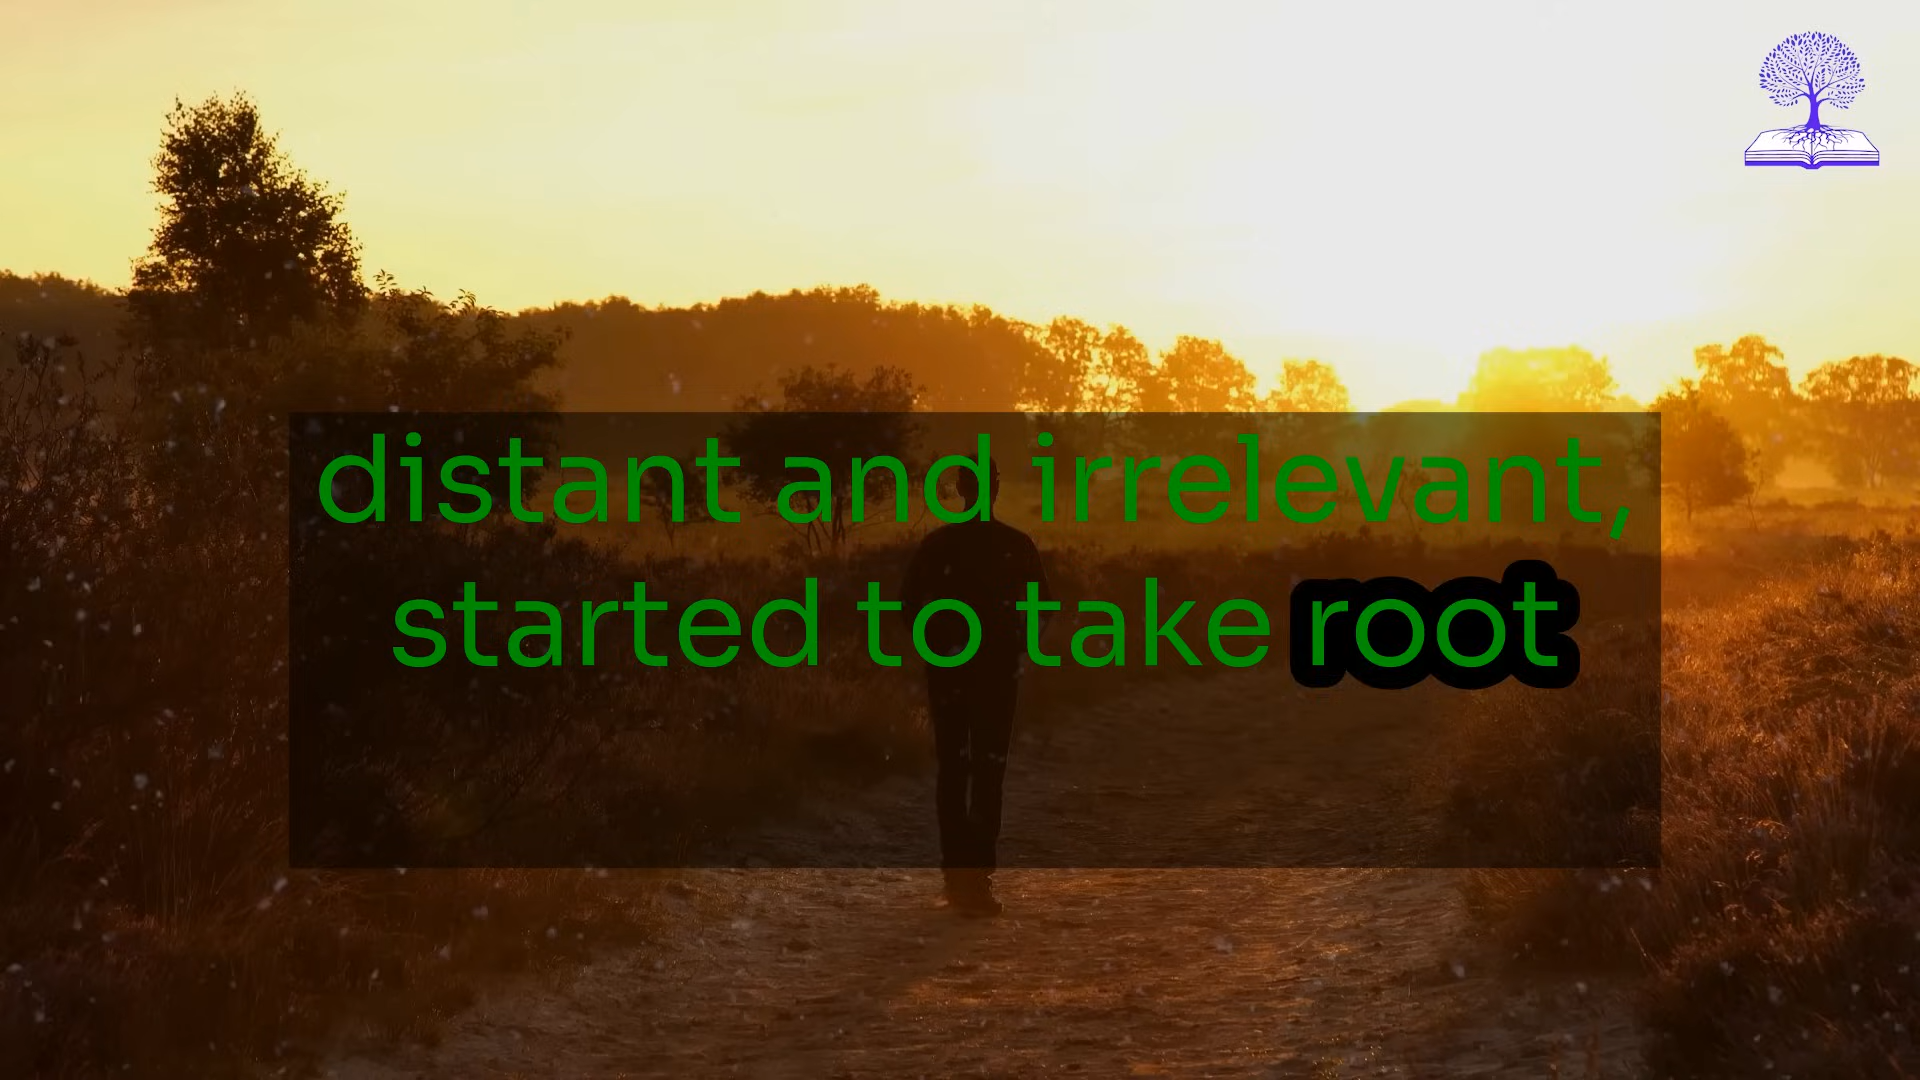 distant and irrelevant,
started to take root